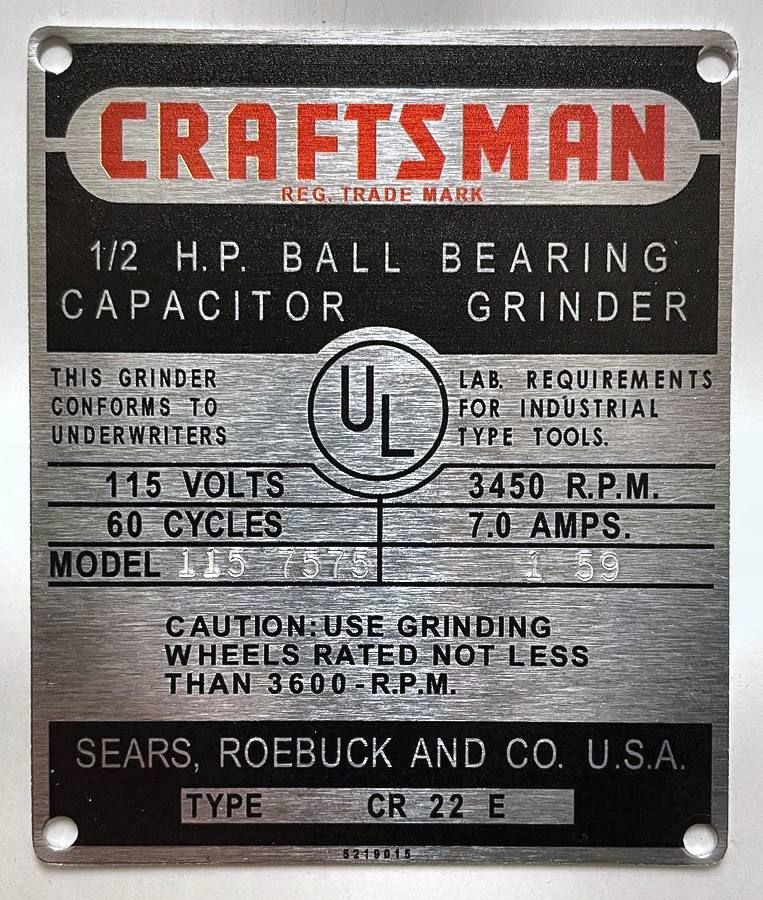 CRAFTSMAN
REG. TRADE MARK
1/2 H.P. BALL BEARING
CAPACITOR GRINDER
THIS GRINDER
CONFORMS TO
UNDERWRITERS
UL
LAB. REQUIREMENTS
FOR INDUSTRIAL
TYPE TOOLS.
115 VOLTS 3450 R.P.M.
60 CYCLES 7.0 AMPS.
MODEL 115 7575 1 59
CAUTION: USE GRINDING
WHEELS RATED NOT LESS
THAN 3600-R.P.M.
SEARS, ROEBUCK AND CO. U.S.A.
TYPE CR 22 E
5219015